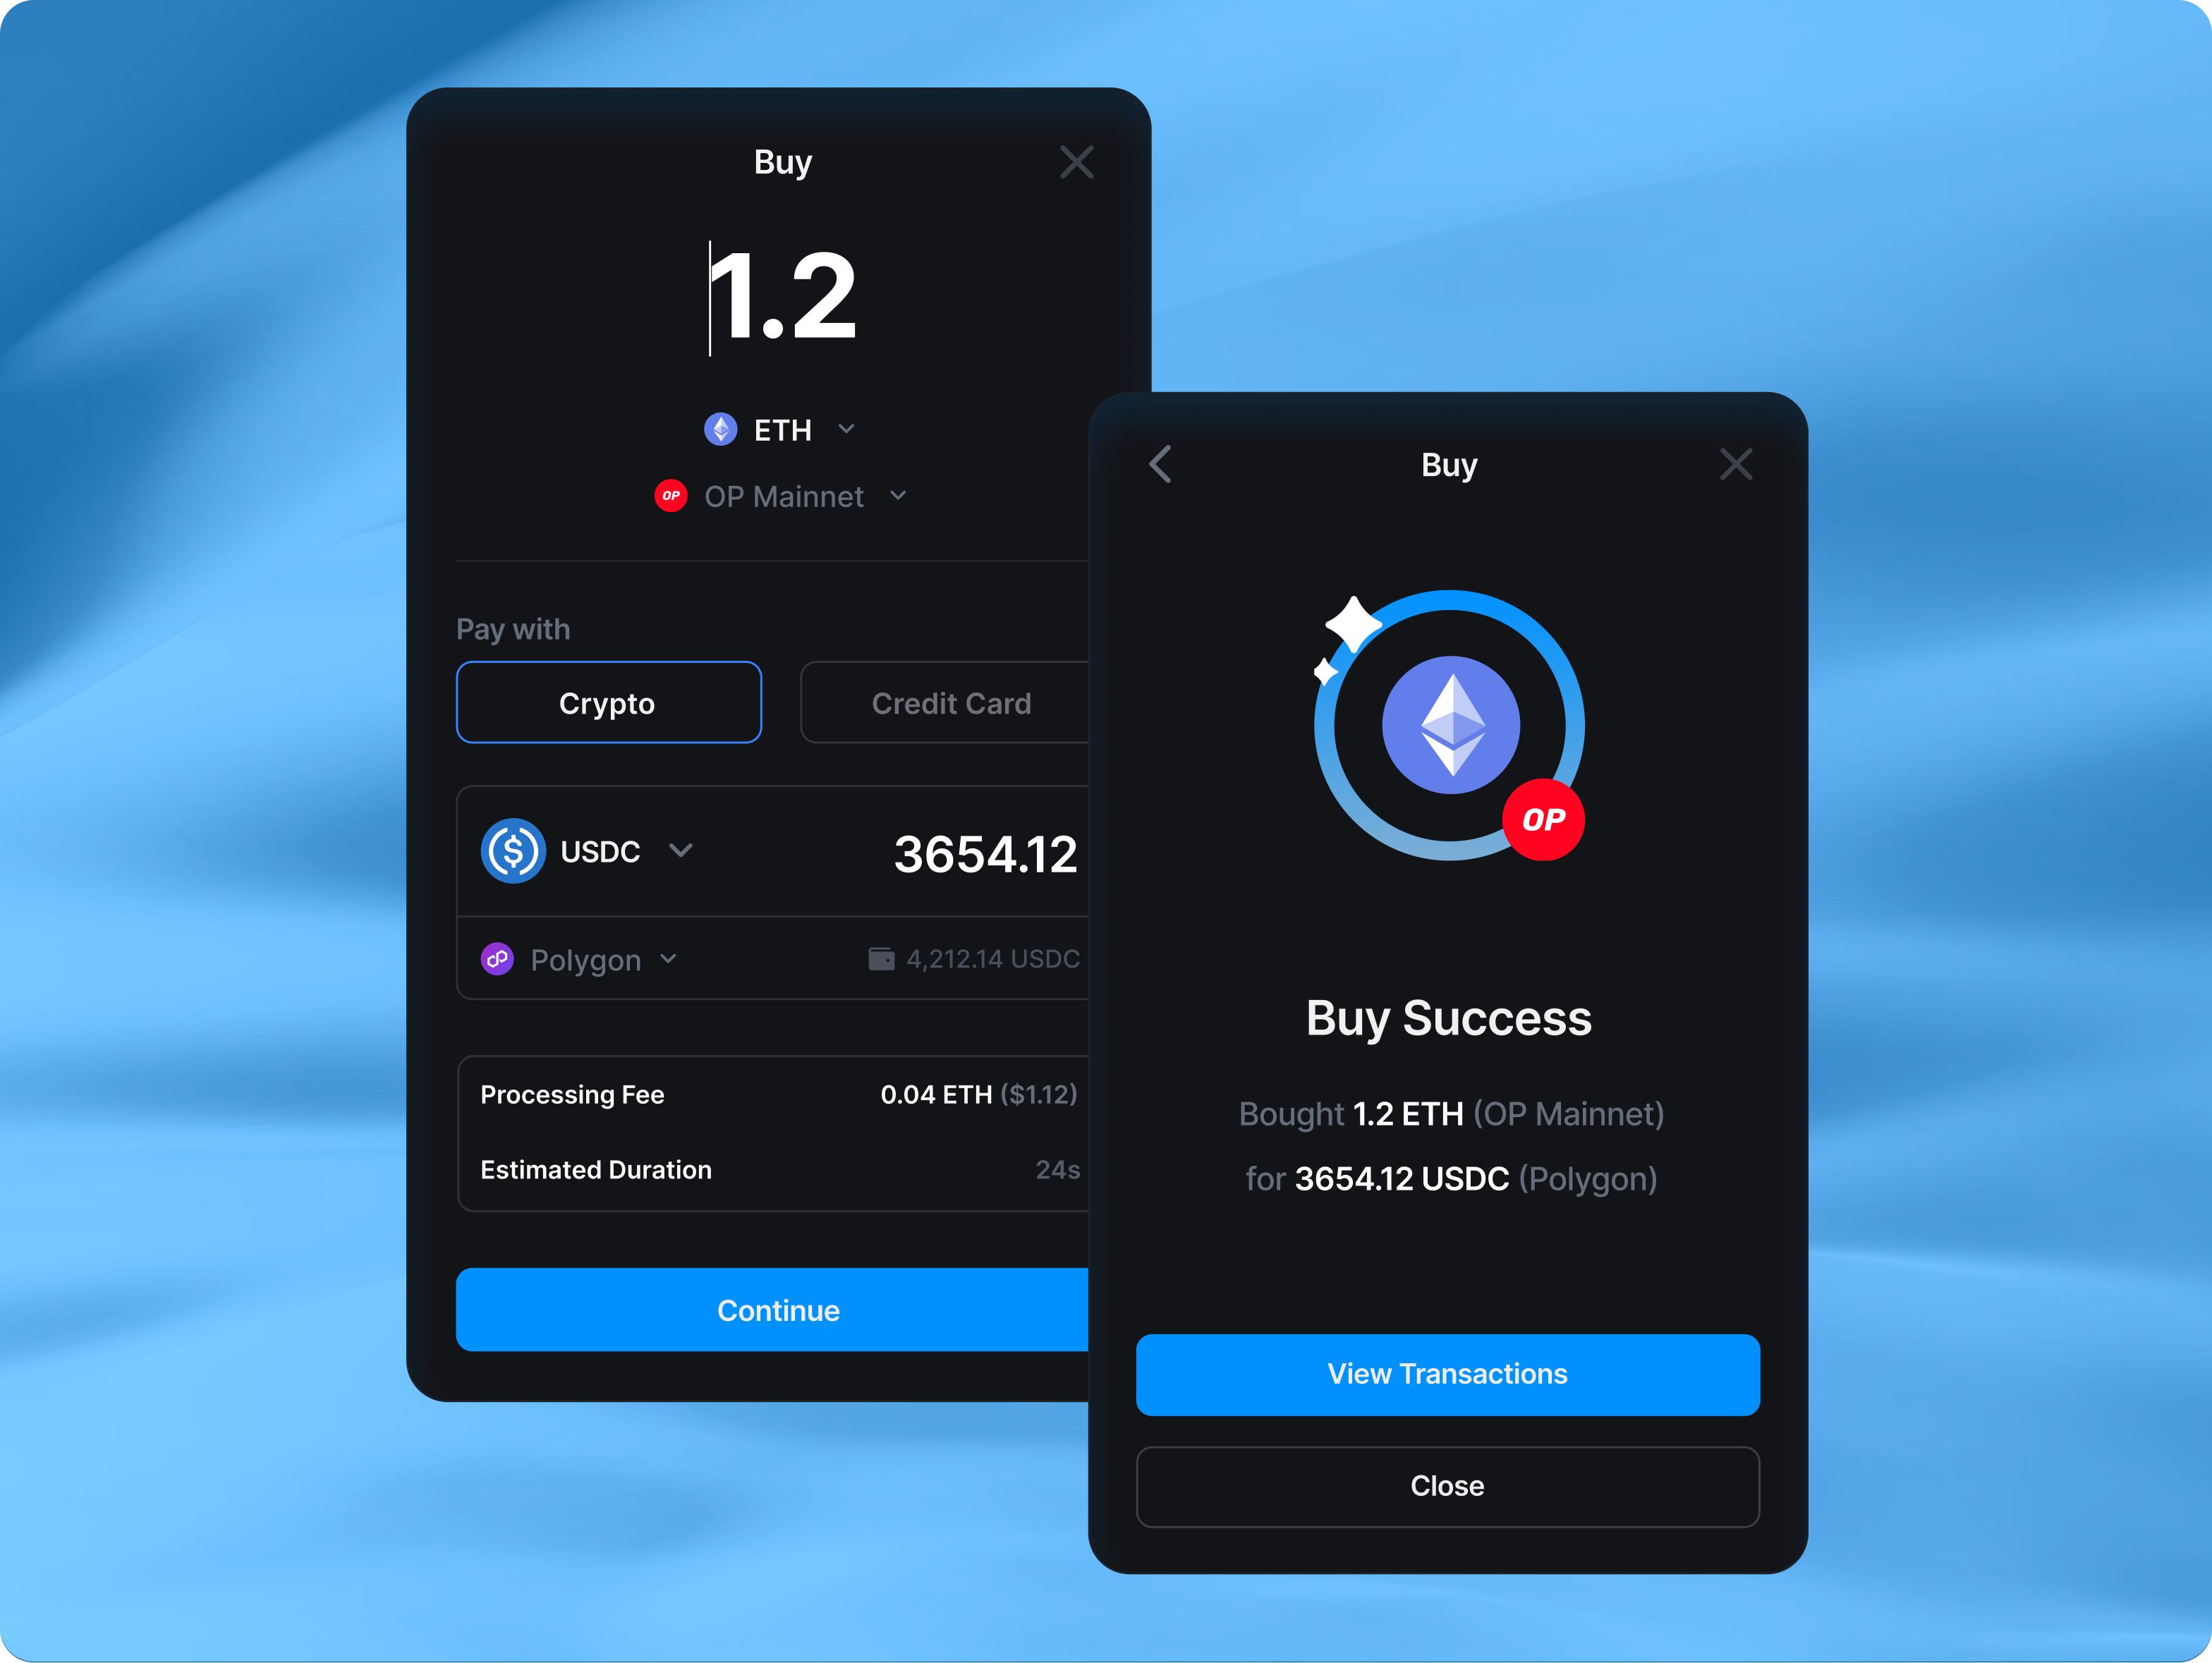 Buy
1.2
ETH
OP OP Mainnet
Pay with
Crypto
Credit Card
$ USDC
3654.12
Polygon
4,212.14 USDC
Processing Fee
0.04 ETH ($1.12)
Estimated Duration
24s
Continue
Buy
OP
Buy Success
Bought 1.2 ETH (OP Mainnet)
for 3654.12 USDC (Polygon)
View Transactions
Close